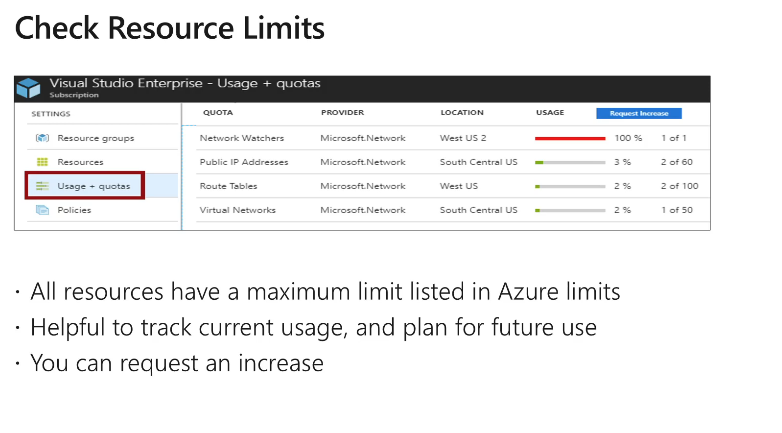 Check Resource Limits
Visual Studio Enterprise - Usage + quotas
Subscription
SETTINGS
Resource groups
Resources
Usage + quotas
Policies
QUOTA PROVIDER LOCATION USAGE Request Increase
Network Watchers Microsoft.Network West US 2 100 % 1 of 1
Public IP Addresses Microsoft.Network South Central US 3 % 2 of 60
Route Tables Microsoft.Network West US 2 % 2 of 100
Virtual Networks Microsoft.Network South Central US 2 % 1 of 50
· All resources have a maximum limit listed in Azure limits
· Helpful to track current usage, and plan for future use
· You can request an increase